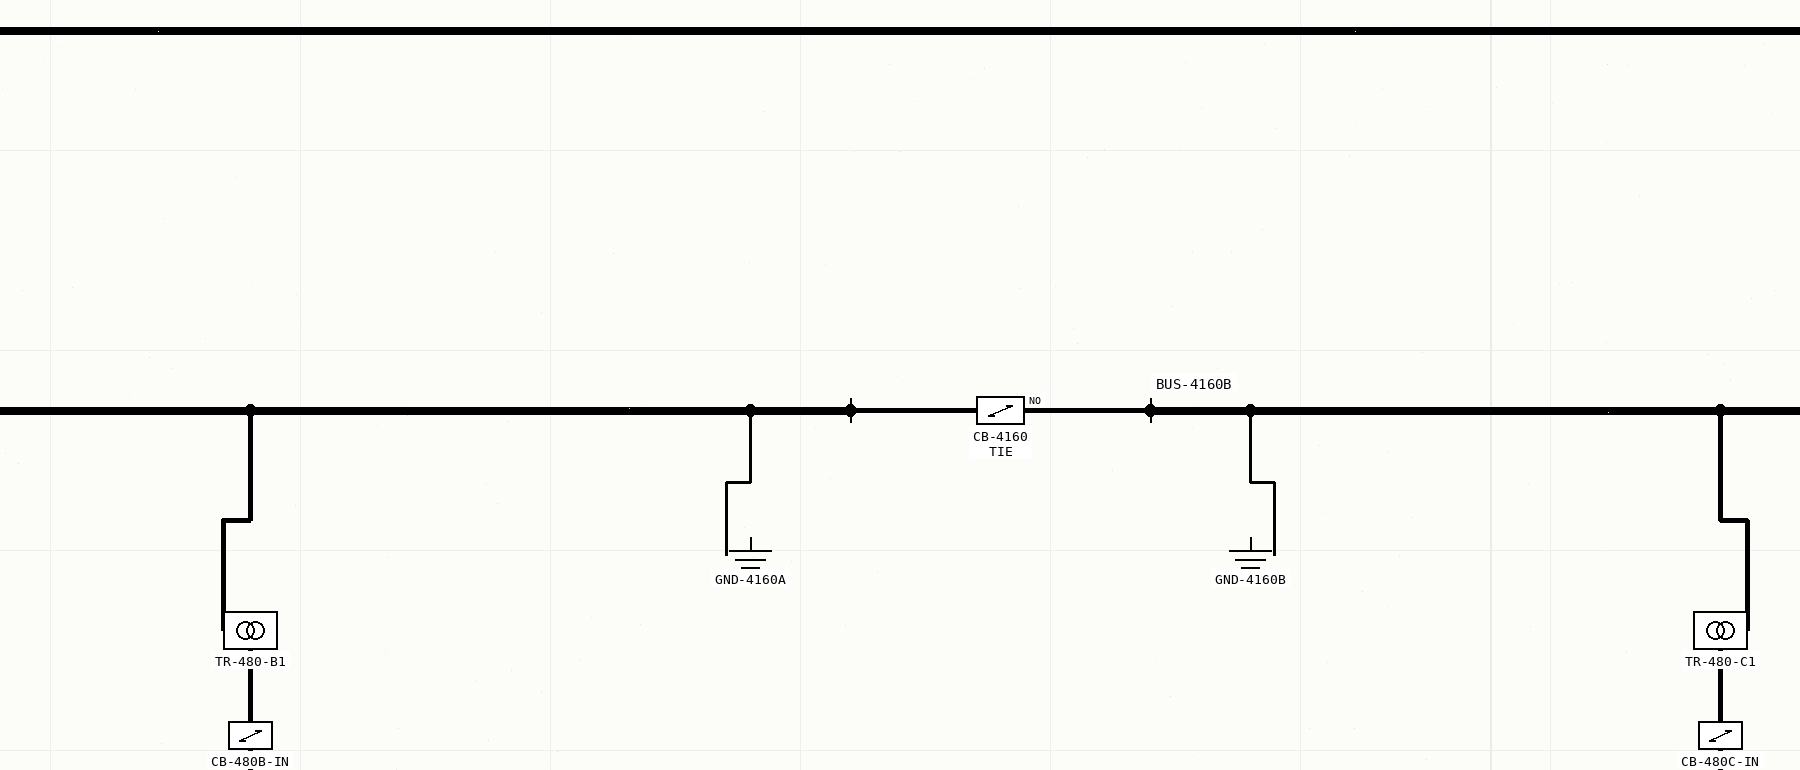 BUS-4160B
NO
CB-4160
TIE
GND-4160A
GND-4160B
TR-480-B1
TR-480-C1
CB-480B-IN
CB-480C-IN